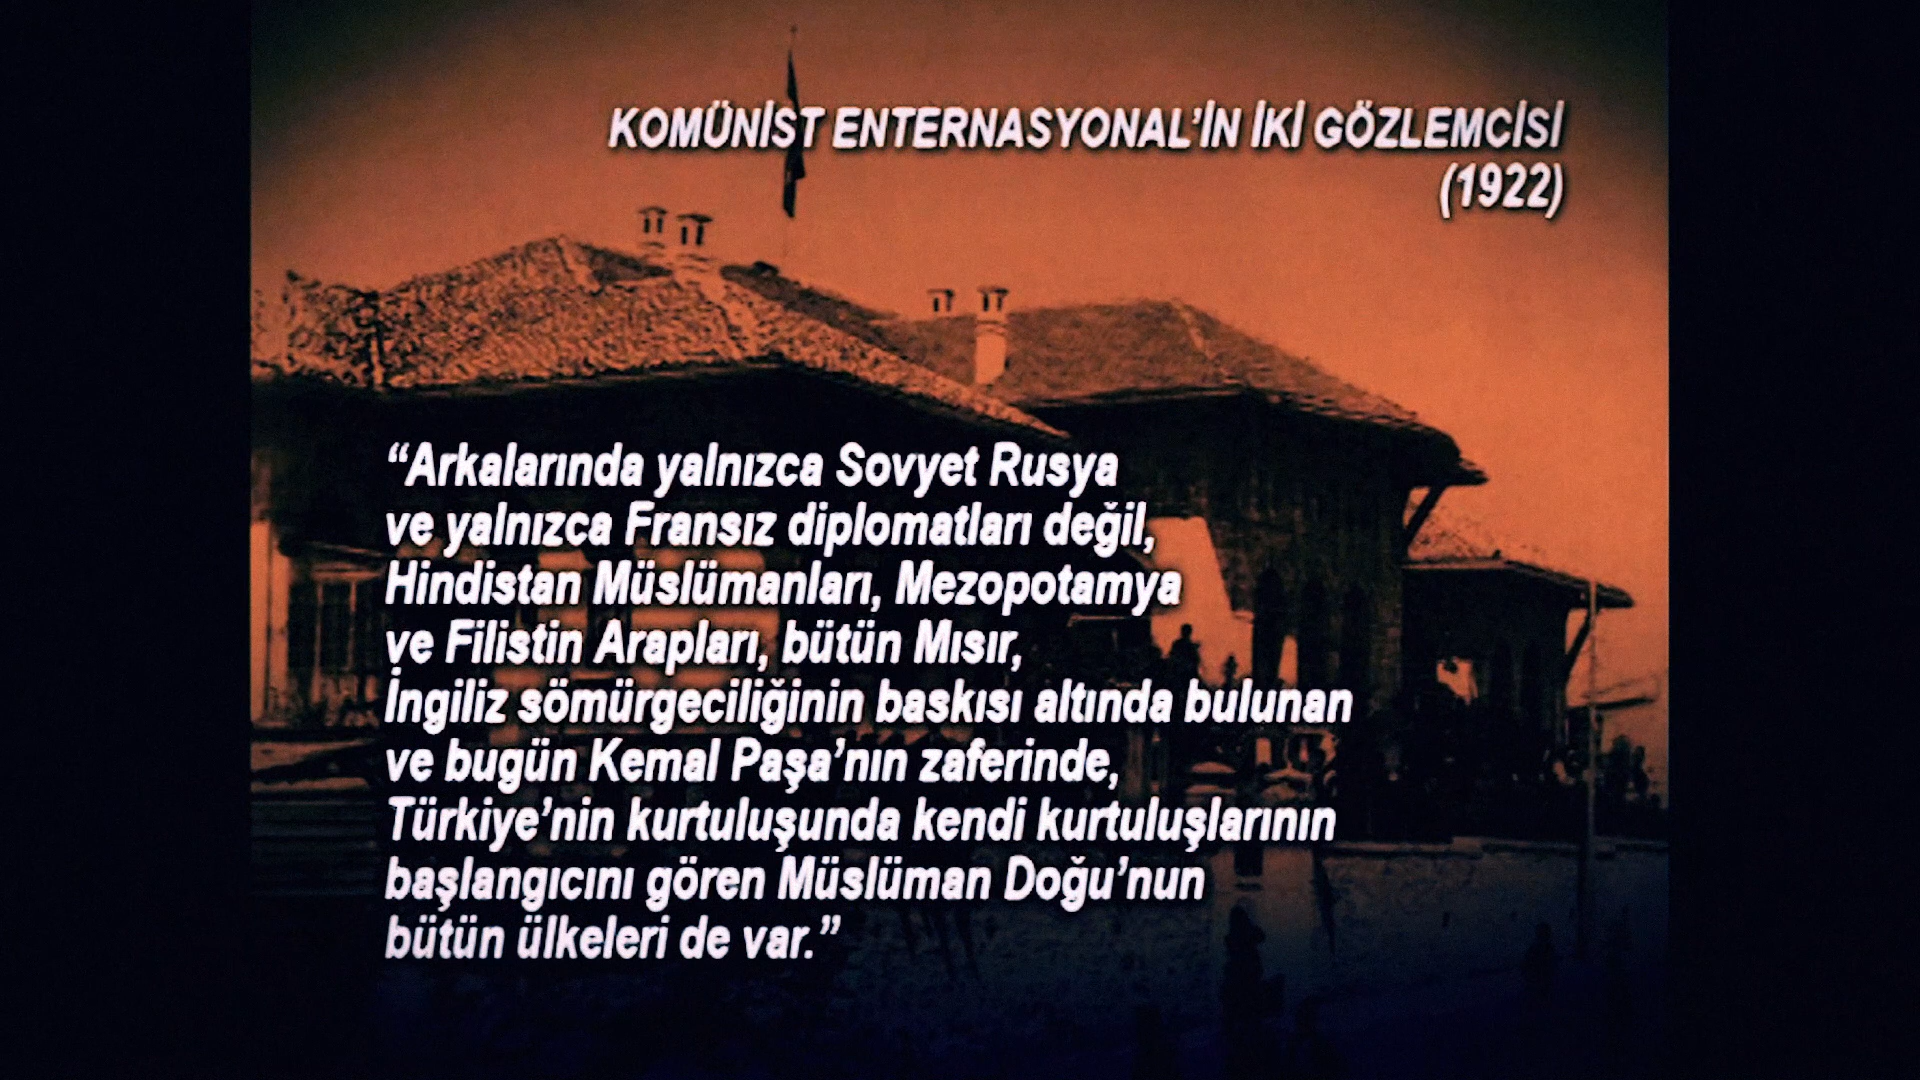 KOMÜNİST ENTERNASYONAL’İN İKİ GÖZLEMCİSİ
(1922)
“Arkalarında yalnızca Sovyet Rusya
ve yalnızca Fransız diplomatları değil,
Hindistan Müslümanları, Mezopotamya
ve Filistin Arapları, bütün Mısır,
İngiliz sömürgeciliğinin baskısı altında bulunan
ve bugün Kemal Paşa’nın zaferinde,
Türkiye’nin kurtuluşunda kendi kurtuluşlarının
başlangıcını gören Müslüman Doğu’nun
bütün ülkeleri de var.”